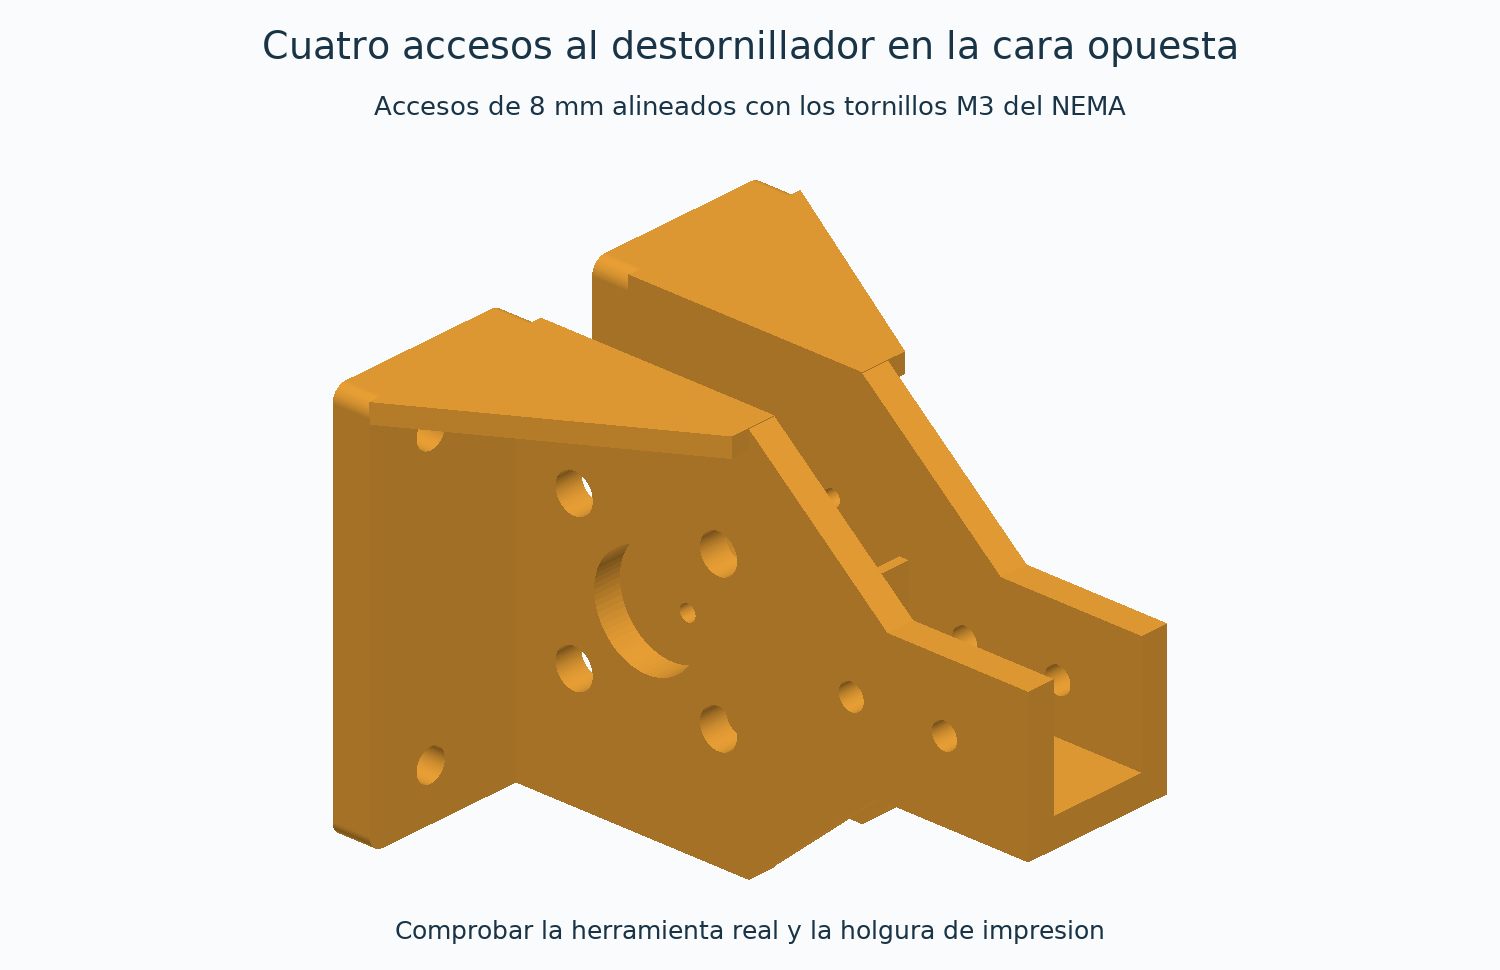 Cuatro accesos al destornillador en la cara opuesta
Accesos de 8 mm alineados con los tornillos M3 del NEMA
Comprobar la herramienta real y la holgura de impresion